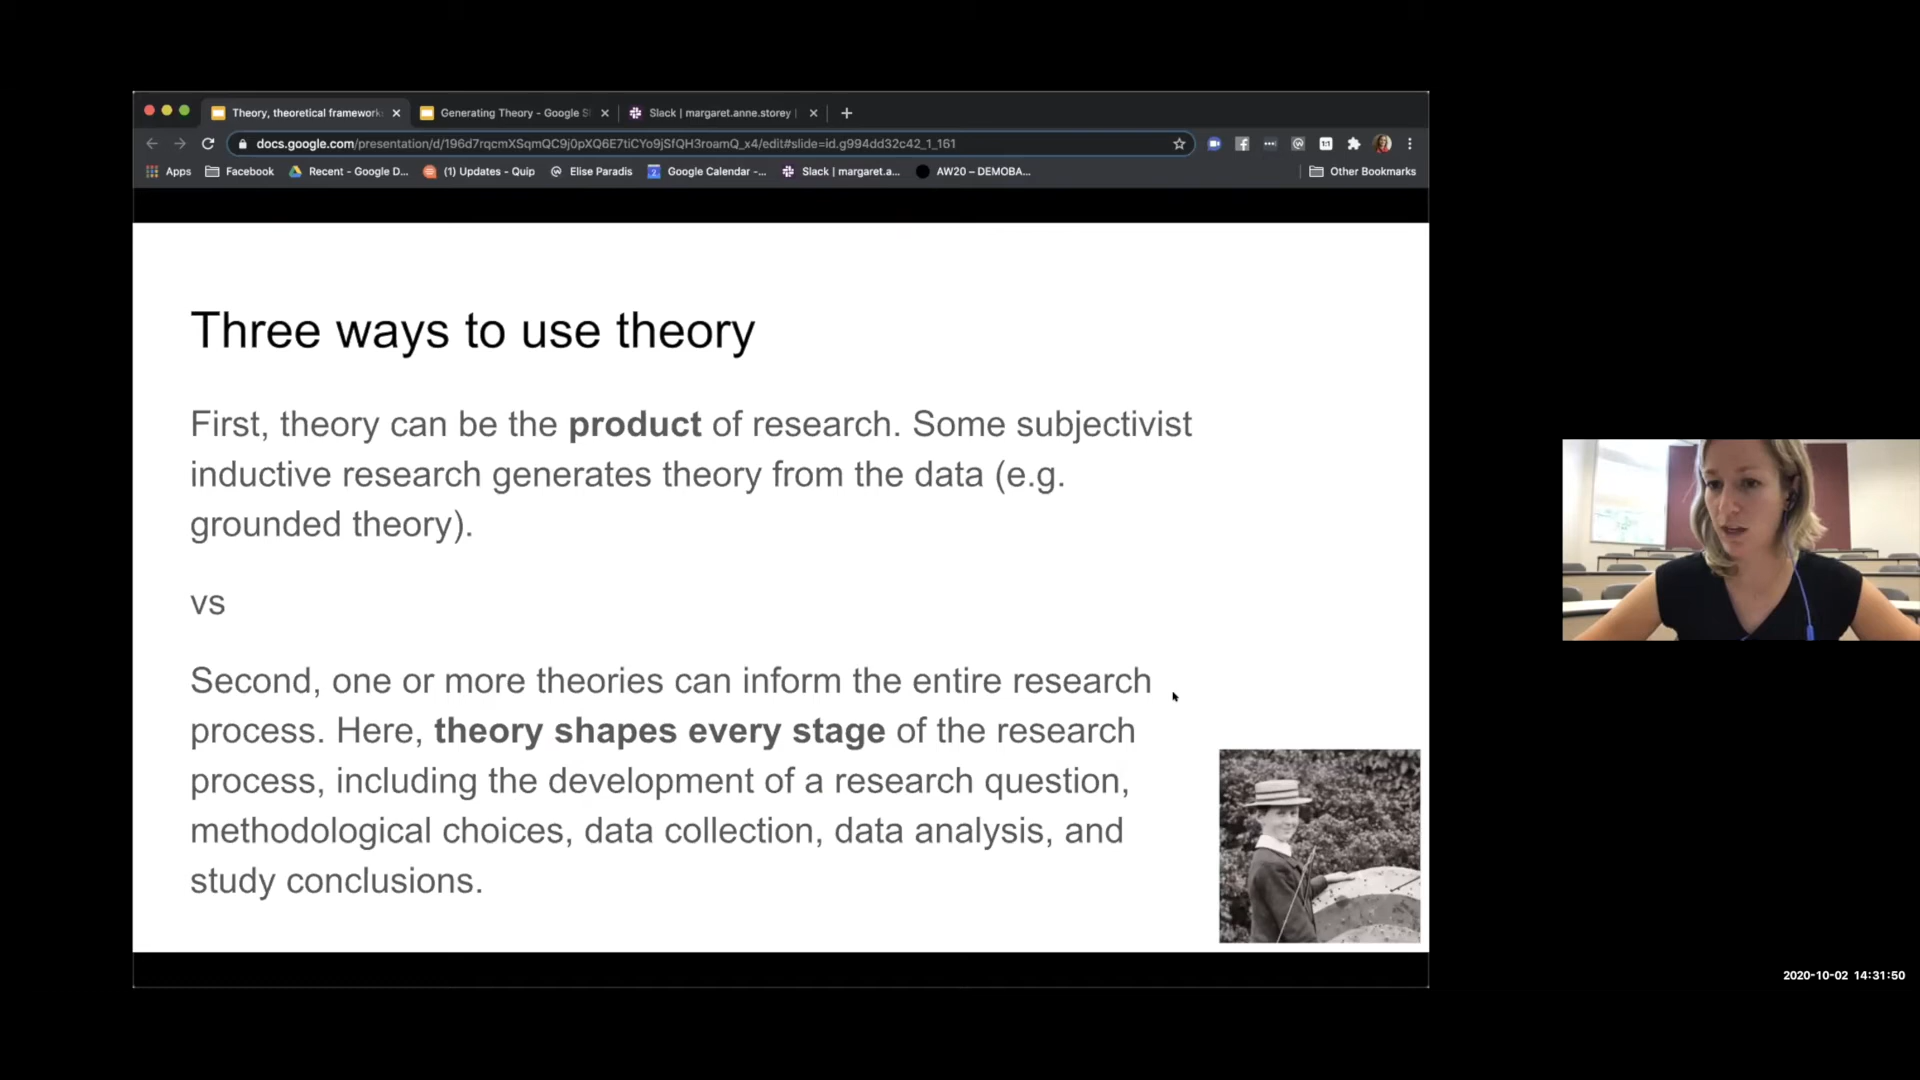 Theory, theoretical framework
Generating Theory - Google Sl
Slack | margaret.anne.storey |
docs.google.com/presentation/d/196d7rqcmXSqmQC9j0pXQ6E7tiCYo9jSfQH3roamQ_x4/edit#slide=id.g994dd32c42_1_161
Apps Facebook Recent - Google D... (1) Updates - Quip Elise Paradis Google Calendar -... Slack | margaret.a... AW20 – DEMOBA... Other Bookmarks
Three ways to use theory
First, theory can be the product of research. Some subjectivist
inductive research generates theory from the data (e.g.
grounded theory).
vs
Second, one or more theories can inform the entire research
process. Here, theory shapes every stage of the research
process, including the development of a research question,
methodological choices, data collection, data analysis, and
study conclusions.
2020-10-02 14:31:50